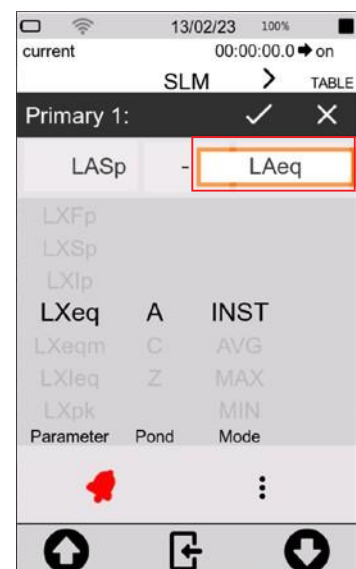 13/02/23 100%
current 00:00:00.0 on
SLM > TABLE
Primary 1:
LASp - LAeq
LXFp
LXSp
LXIp
LXeq A INST
LXeqm C AVG
LXIeq Z MAX
LXpk MIN
Parameter Pond Mode